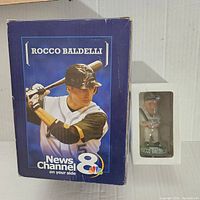 ROCCO BALDELLI
News
Channel 8
on your side